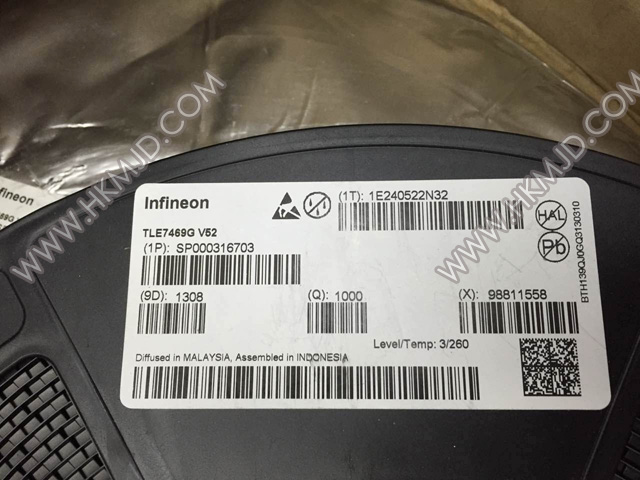 WWW.HKMJD.COM
WWW.HKMJD.COM
WWW.HKMJD.COM
nfineon
Infineon
(1T): 1E240522N32
TLE7469G V52
(1P): SP000316703
HAL
Pb
BTH139QJ0GQ3130310
(9D): 1308
(Q): 1000
(X): 98811558
Level/Temp: 3/260
Diffused in MALAYSIA, Assembled in INDONESIA